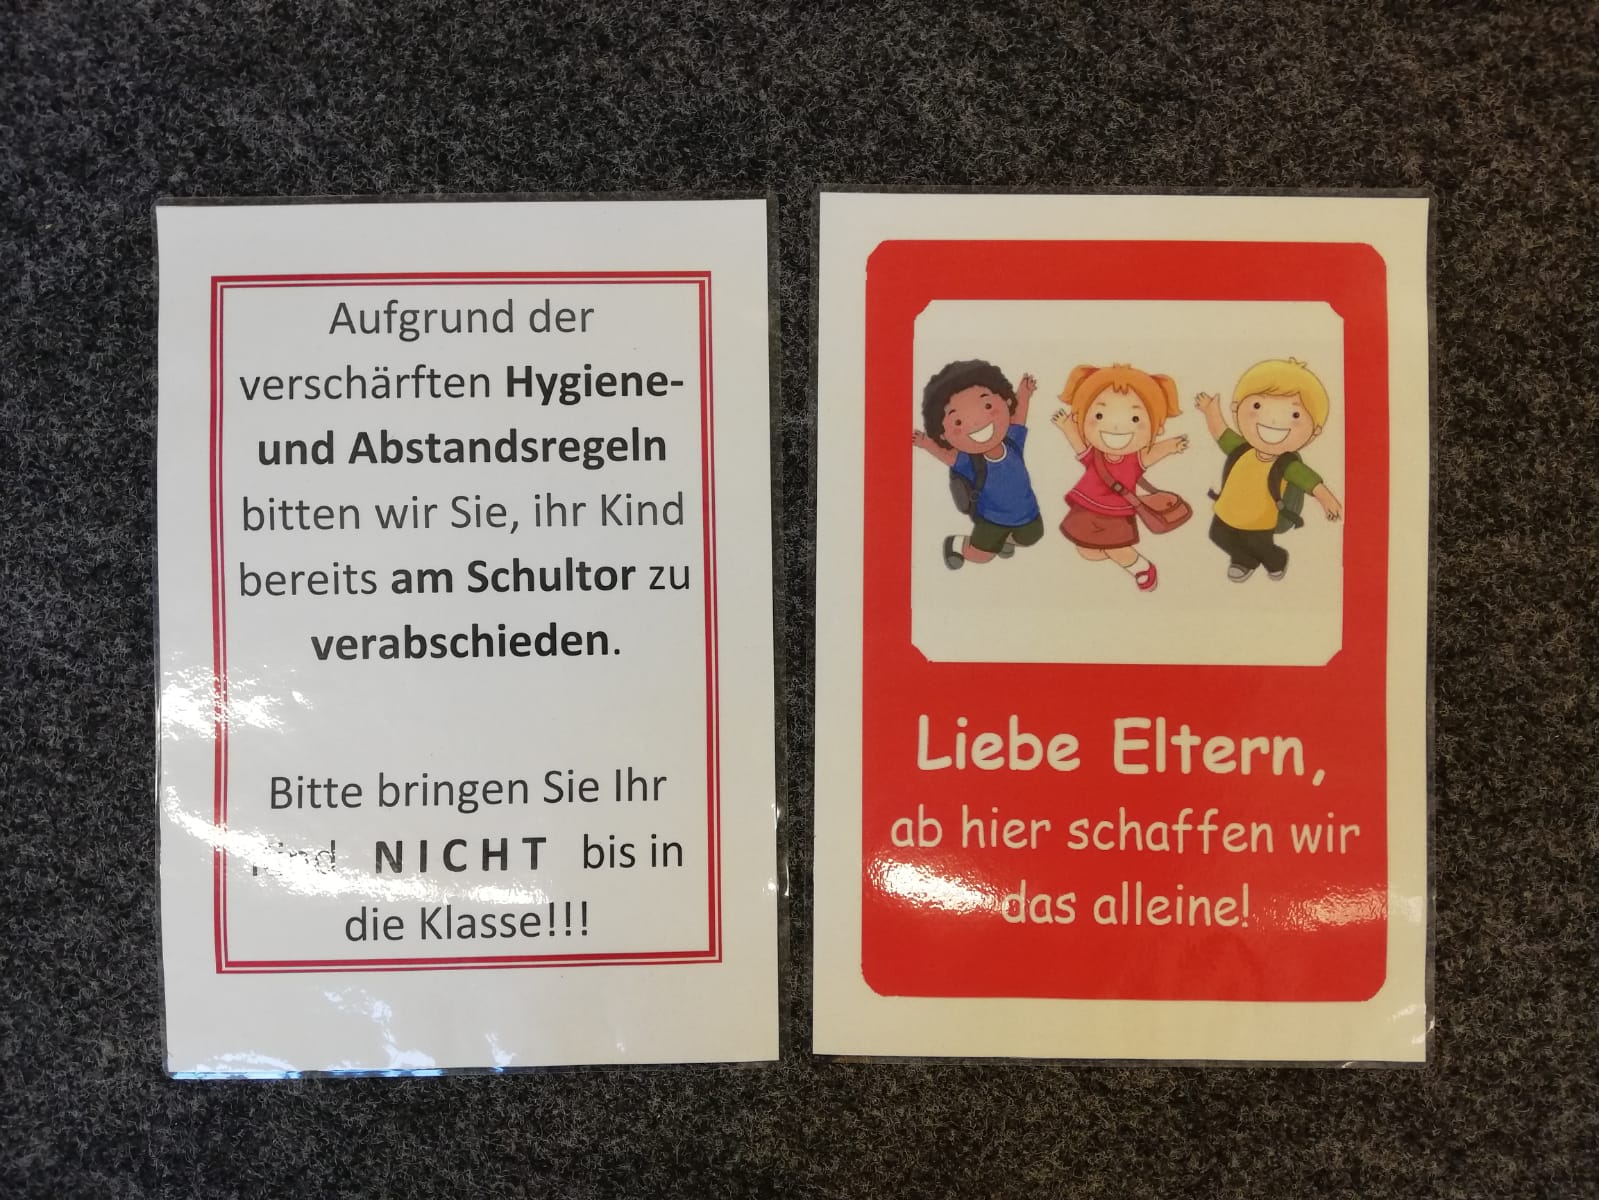 Aufgrund der
verschärften Hygiene-
und Abstandsregeln
bitten wir Sie, ihr Kind
bereits am Schultor zu
verabschieden.
Bitte bringen Sie Ihr
Kind NICHT bis in
die Klasse!!!
Liebe Eltern,
ab hier schaffen wir
das alleine!